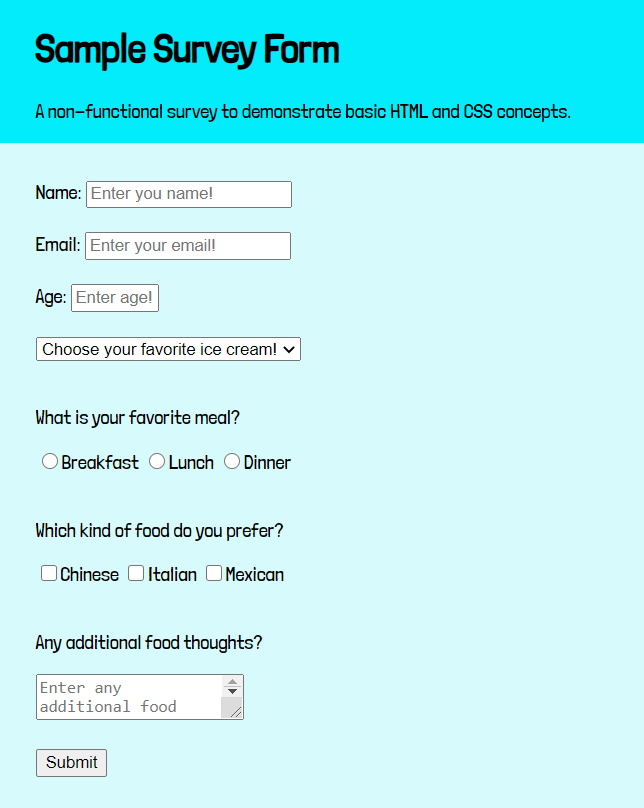 Sample Survey Form
A non-functional survey to demonstrate basic HTML and CSS concepts.
Name: Enter you name!
Email: Enter your email!
Age: Enter age!
Choose your favorite ice cream!
What is your favorite meal?
Breakfast Lunch Dinner
Which kind of food do you prefer?
Chinese Italian Mexican
Any additional food thoughts?
Enter any
additional food
Submit